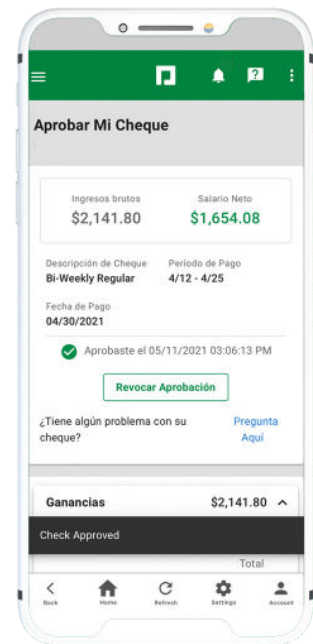 Aprobar Mi Cheque
Ingresos brutos
$2,141.80
Salario Neto
$1,654.08
Descripción de Cheque
Bi-Weekly Regular
Período de Pago
4/12 - 4/25
Fecha de Pago
04/30/2021
Aprobaste el 05/11/2021 03:06:13 PM
Revocar Aprobación
¿Tiene algún problema con su
cheque?
Pregunta
Aquí
Ganancias $2,141.80
Check Approved
Total
Back Home Refresh Settings Account